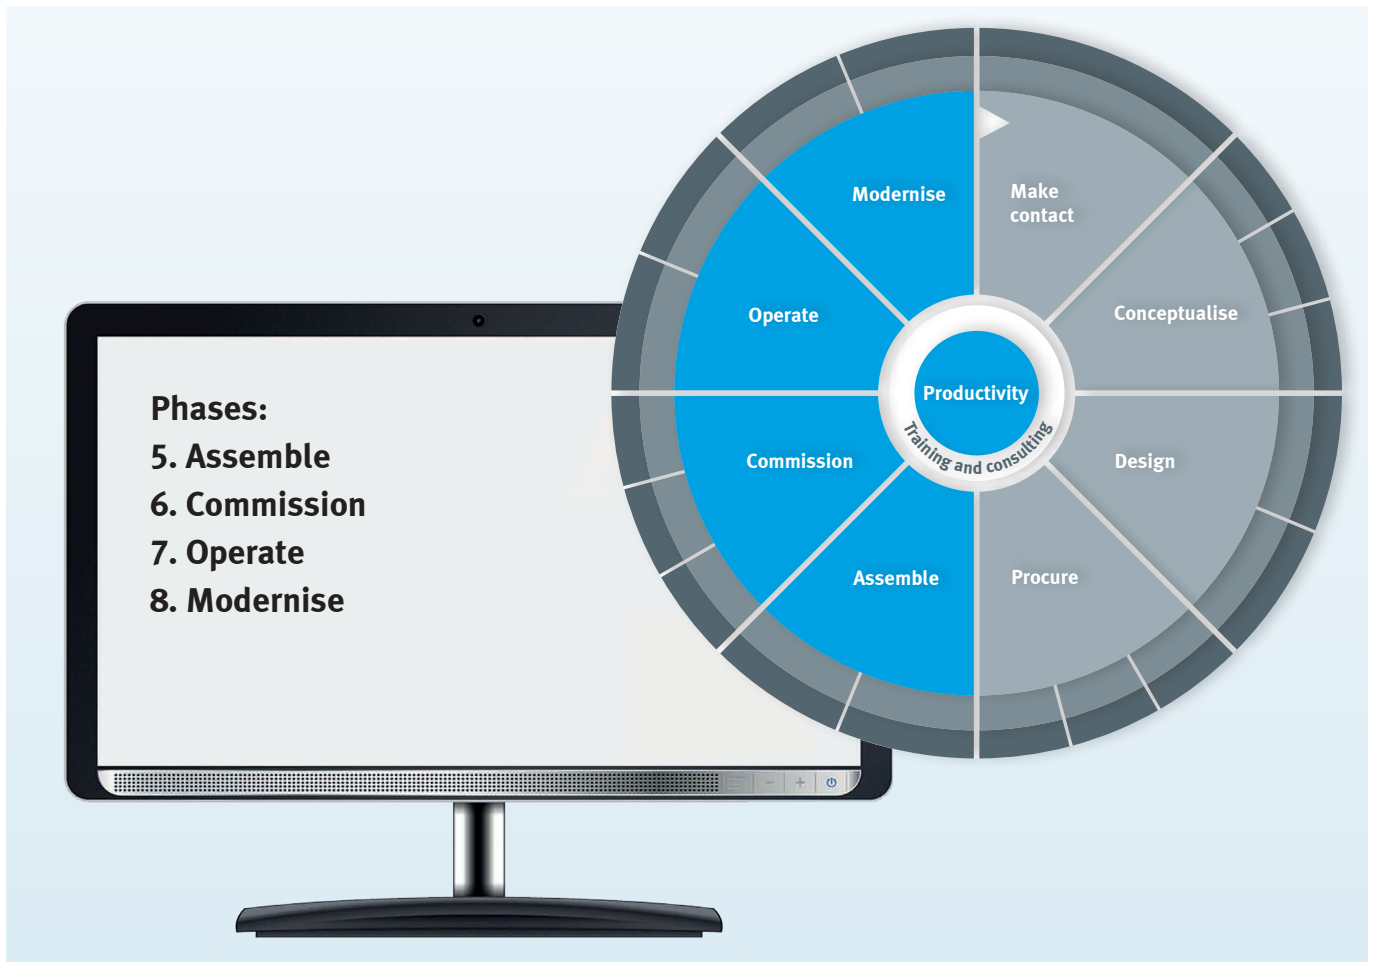 Phases:
5. Assemble
6. Commission
7. Operate
8. Modernise
Make
contact
Conceptualise
Design
Procure
Assemble
Commission
Operate
Modernise
Productivity
Training and consulting